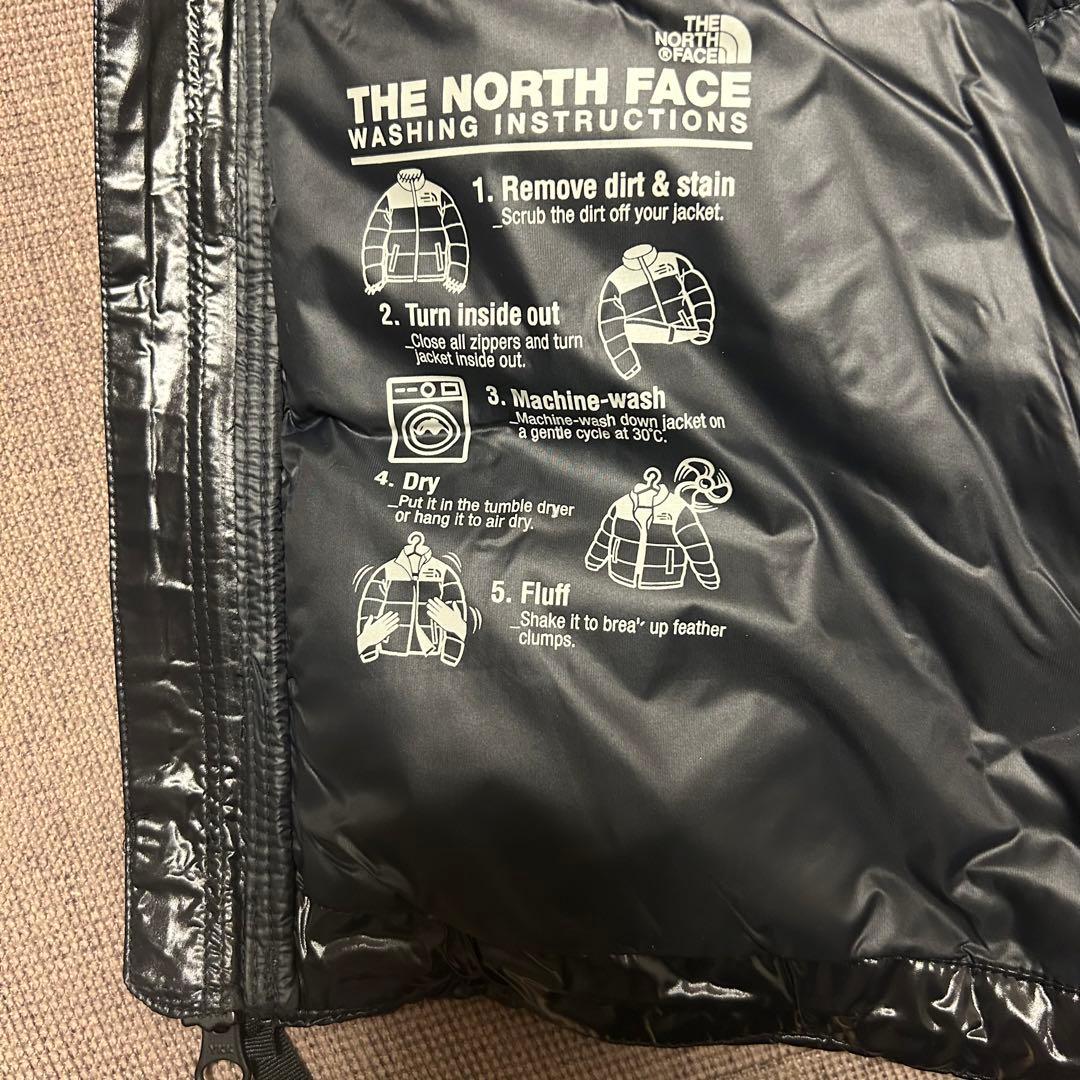 THE
NORTH
®FACE
THE NORTH FACE
WASHING INSTRUCTIONS
1. Remove dirt & stain
_Scrub the dirt off your jacket.
2. Turn inside out
_Close all zippers and turn
jacket inside out.
3. Machine-wash
_Machine-wash down jacket on
a gentle cycle at 30°C.
4. Dry
_Put it in the tumble dryer
or hang it to air dry.
5. Fluff
_Shake it to break up feather
clumps.
YKK